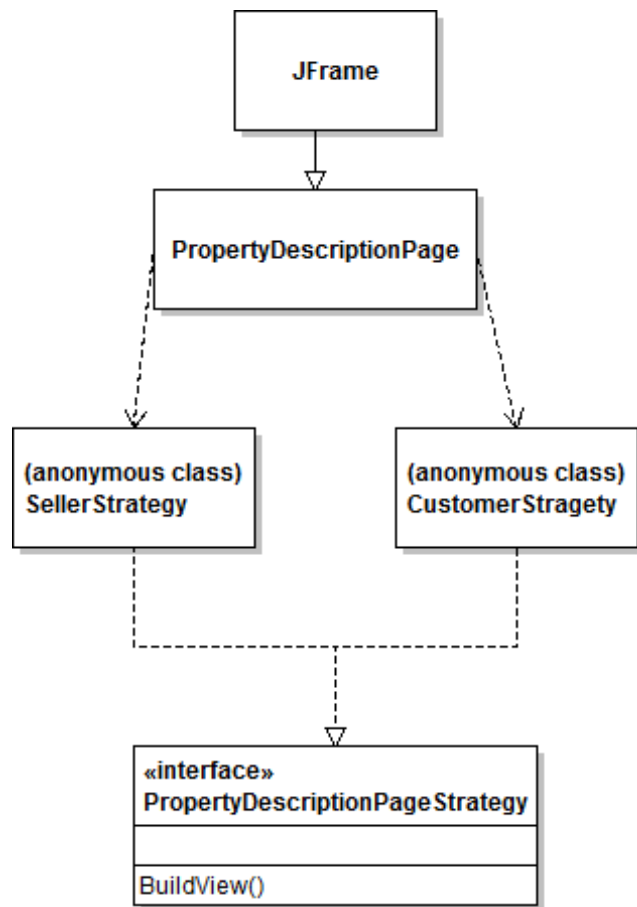 JFrame
PropertyDescriptionPage
(anonymous class)
SellerStrategy
(anonymous class)
CustomerStragety
«interface»
PropertyDescriptionPageStrategy
BuildView()